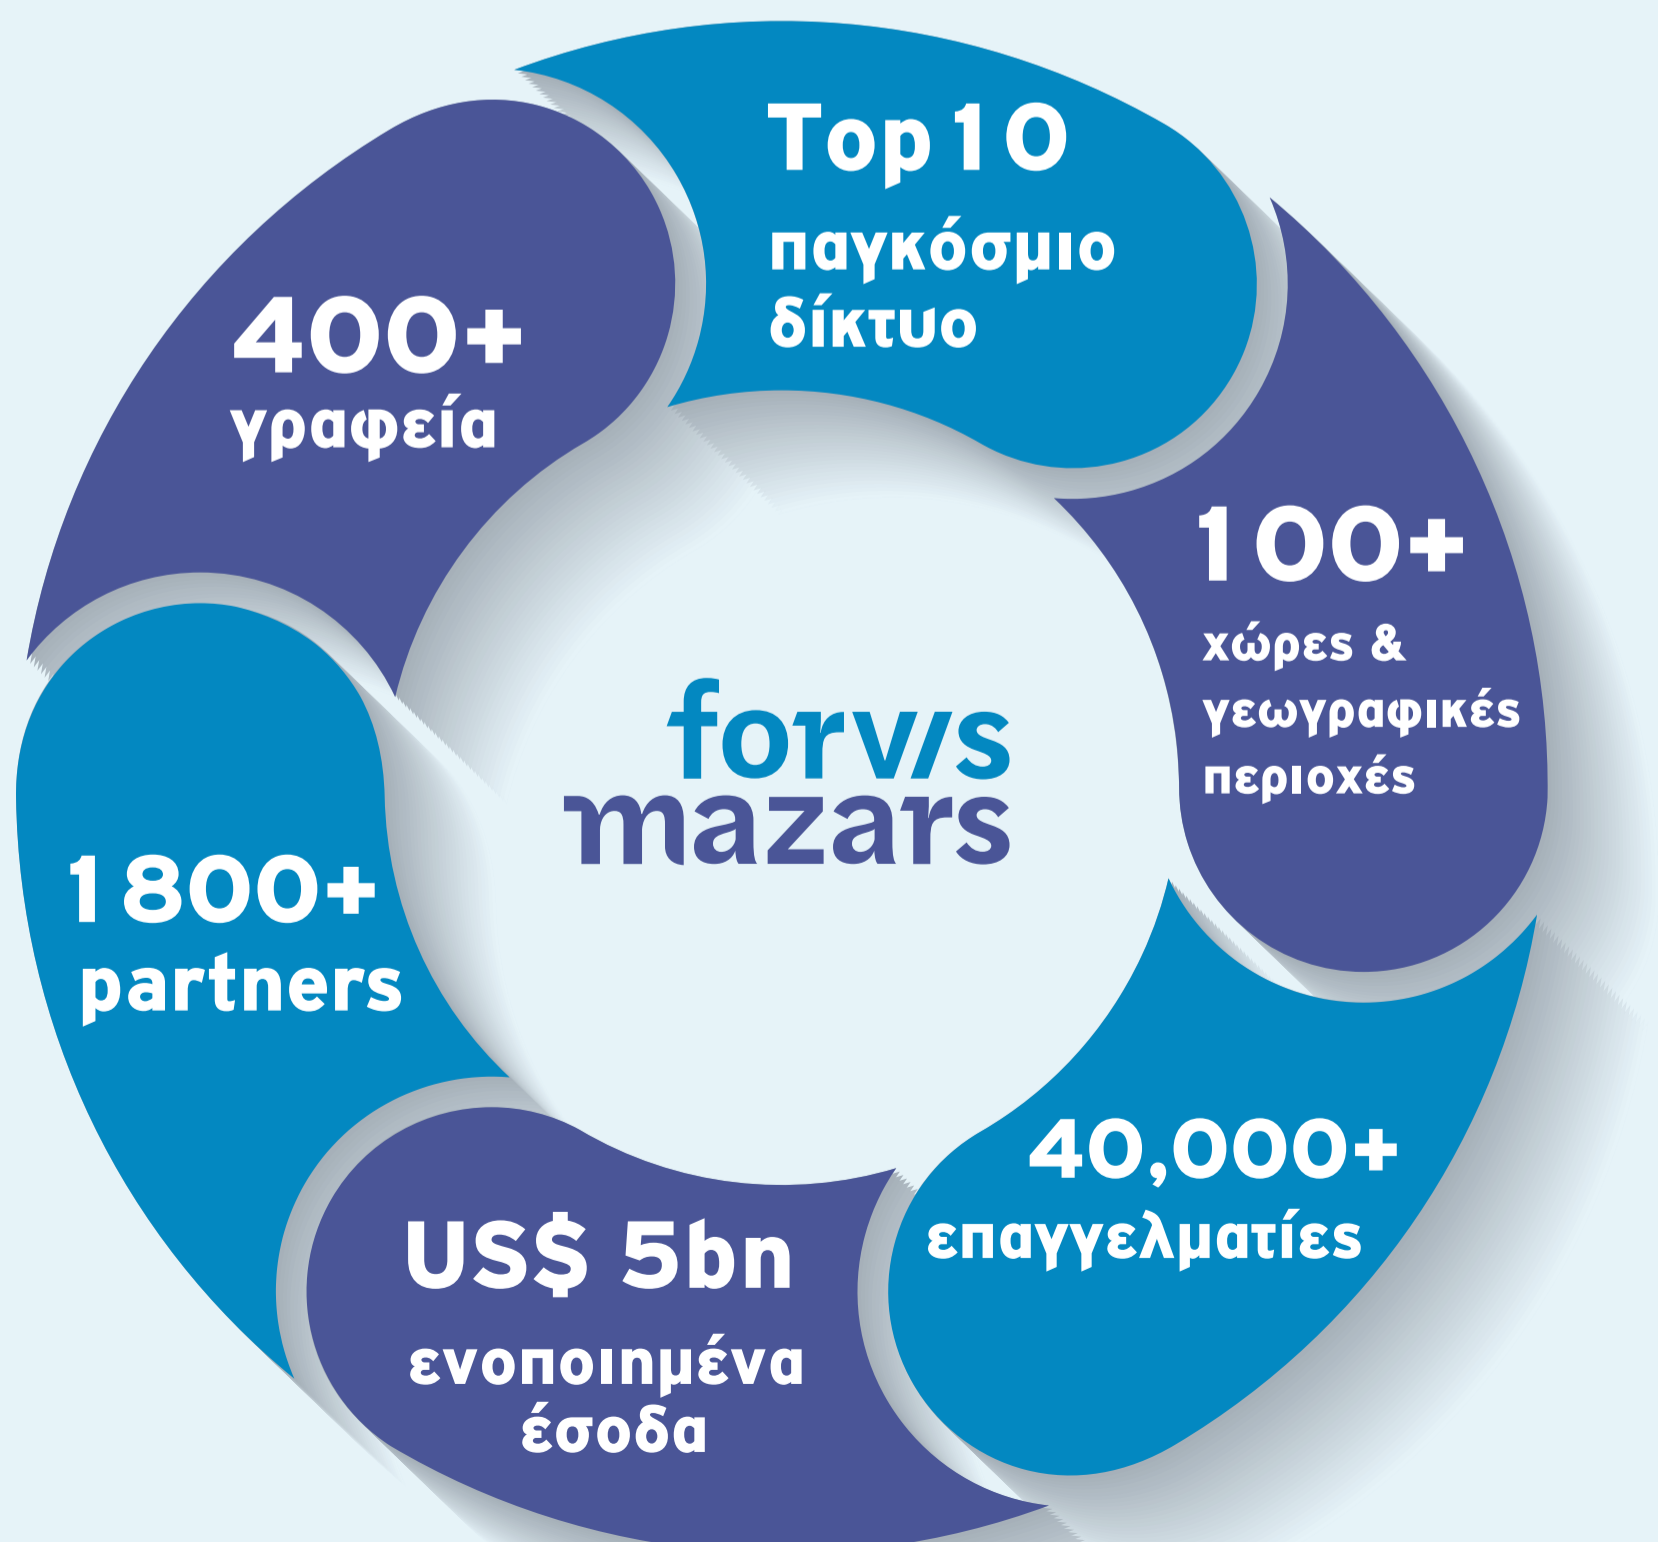 Top 10
παγκόσμιο
δίκτυο
100+
χώρες &
γεωγραφικές
περιοχές
40,000+
επαγγελματίες
US$ 5bn
ενοποιημένα
έσοδα
1800+
partners
400+
γραφεία
forvis
mazars